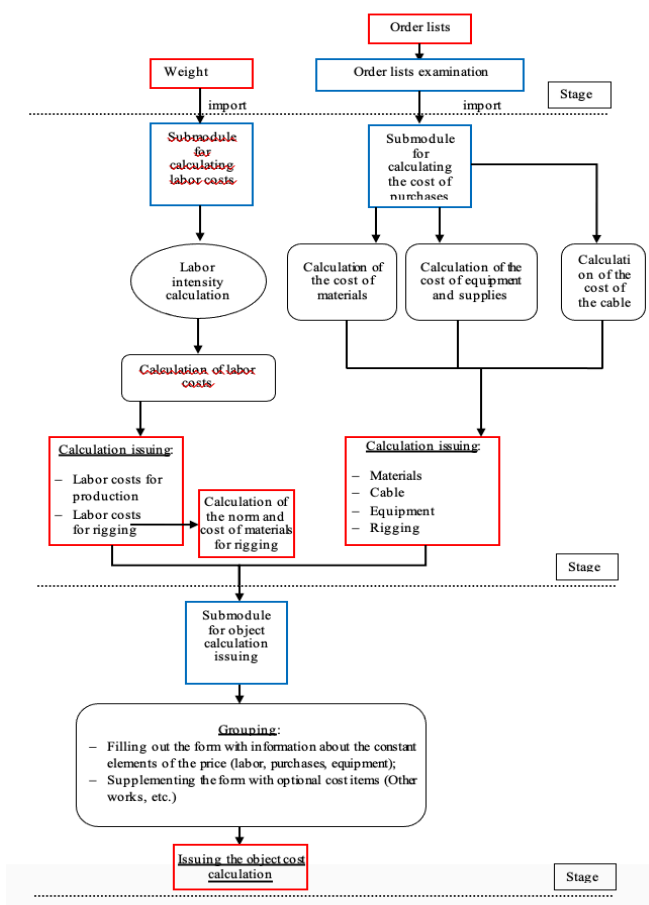 Order lists
Weight
Order lists examination
import
import
Stage
Submodule
for
calculating
labor costs
Submodule
for
calculating
the cost of
purchases
Labor
intensity
calculation
Calculation of
the cost of
materials
Calculation of the
cost of equipment
and supplies
Calculati
on of the
cost of
the cable
Calculation of labor
costs
Calculation issuing:
– Labor costs for
production
– Labor costs
for rigging
Calculation of
the norm and
cost of materials
for rigging
Calculation issuing:
– Materials
– Cable
– Equipment
– Rigging
Stage
Submodule
for object
calculation
issuing
Grouping:
– Filling out the form with information about the constant
elements of the price (labor, purchases, equipment);
– Supplementing the form with optional cost items (Other
works, etc.)
Issuing the object cost
calculation
Stage